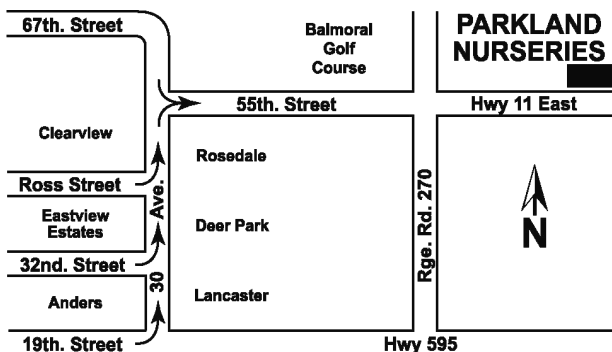 67th. Street
Balmoral
Golf
Course
PARKLAND
NURSERIES
55th. Street
Hwy 11 East
Clearview
Rosedale
Ross Street
30 Ave.
Rge. Rd. 270
Eastview
Estates
Deer Park
N
32nd. Street
Anders
Lancaster
19th. Street
Hwy 595